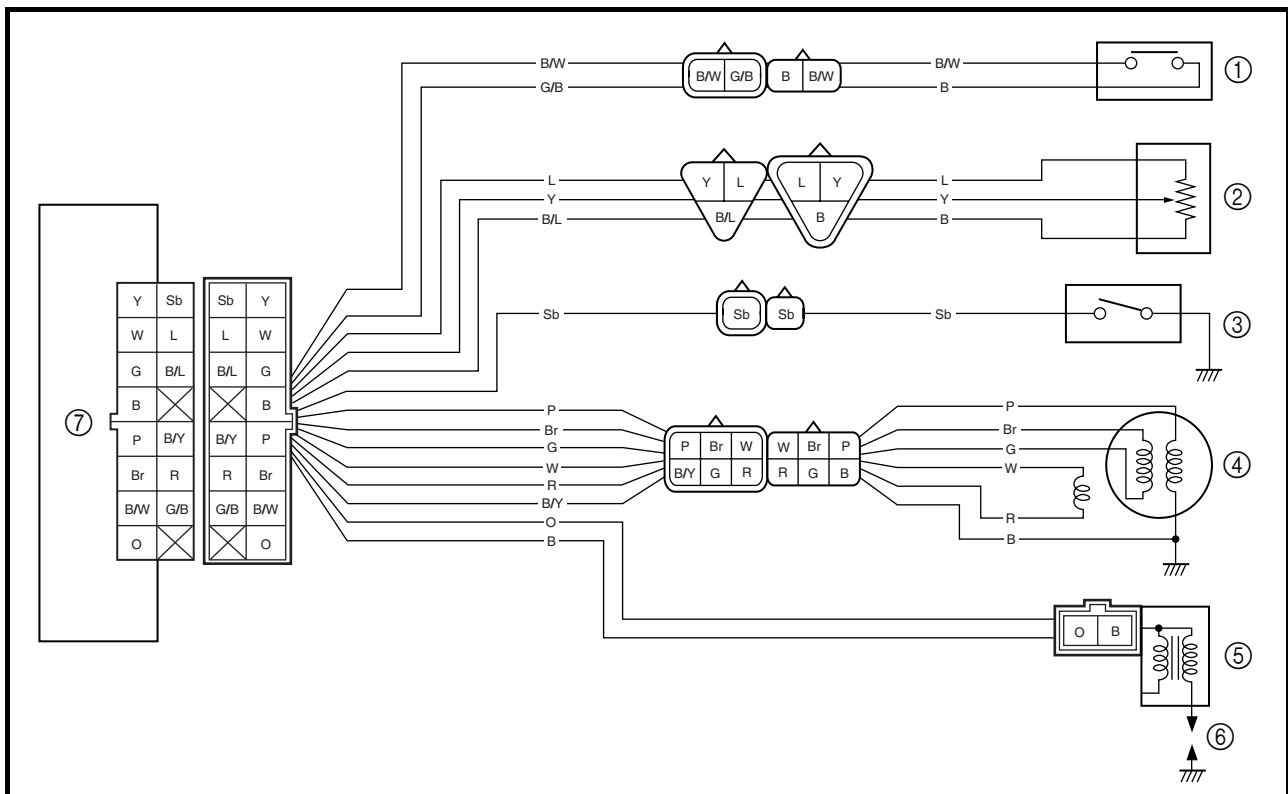 B/W B/W G/B B B/W B/W ①
G/B B
L Y L L Y L ②
Y Y
B/L B/L B B
Sb Sb Sb Sb ③
Y Sb Sb Y
W L L W
G B/L B/L G
B B
P B/Y B/Y P
Br R R Br
B/W G/B G/B B/W
O O
⑦
P P Br W W Br P P
Br Br
G B/Y G R R G B G ④
W W
R R
B/Y B
O
B
O B ⑤
⑥